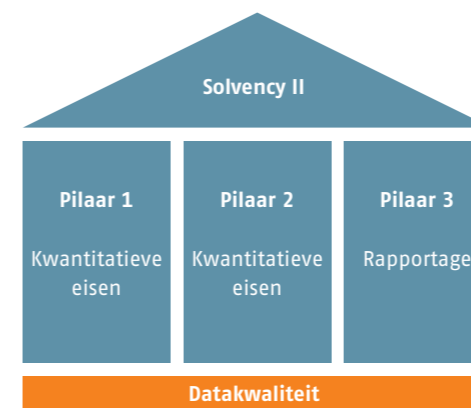 Solvency II
Pilaar 1
Kwantitatieve
eisen
Pilaar 2
Kwantitatieve
eisen
Pilaar 3
Rapportage
Datakwaliteit